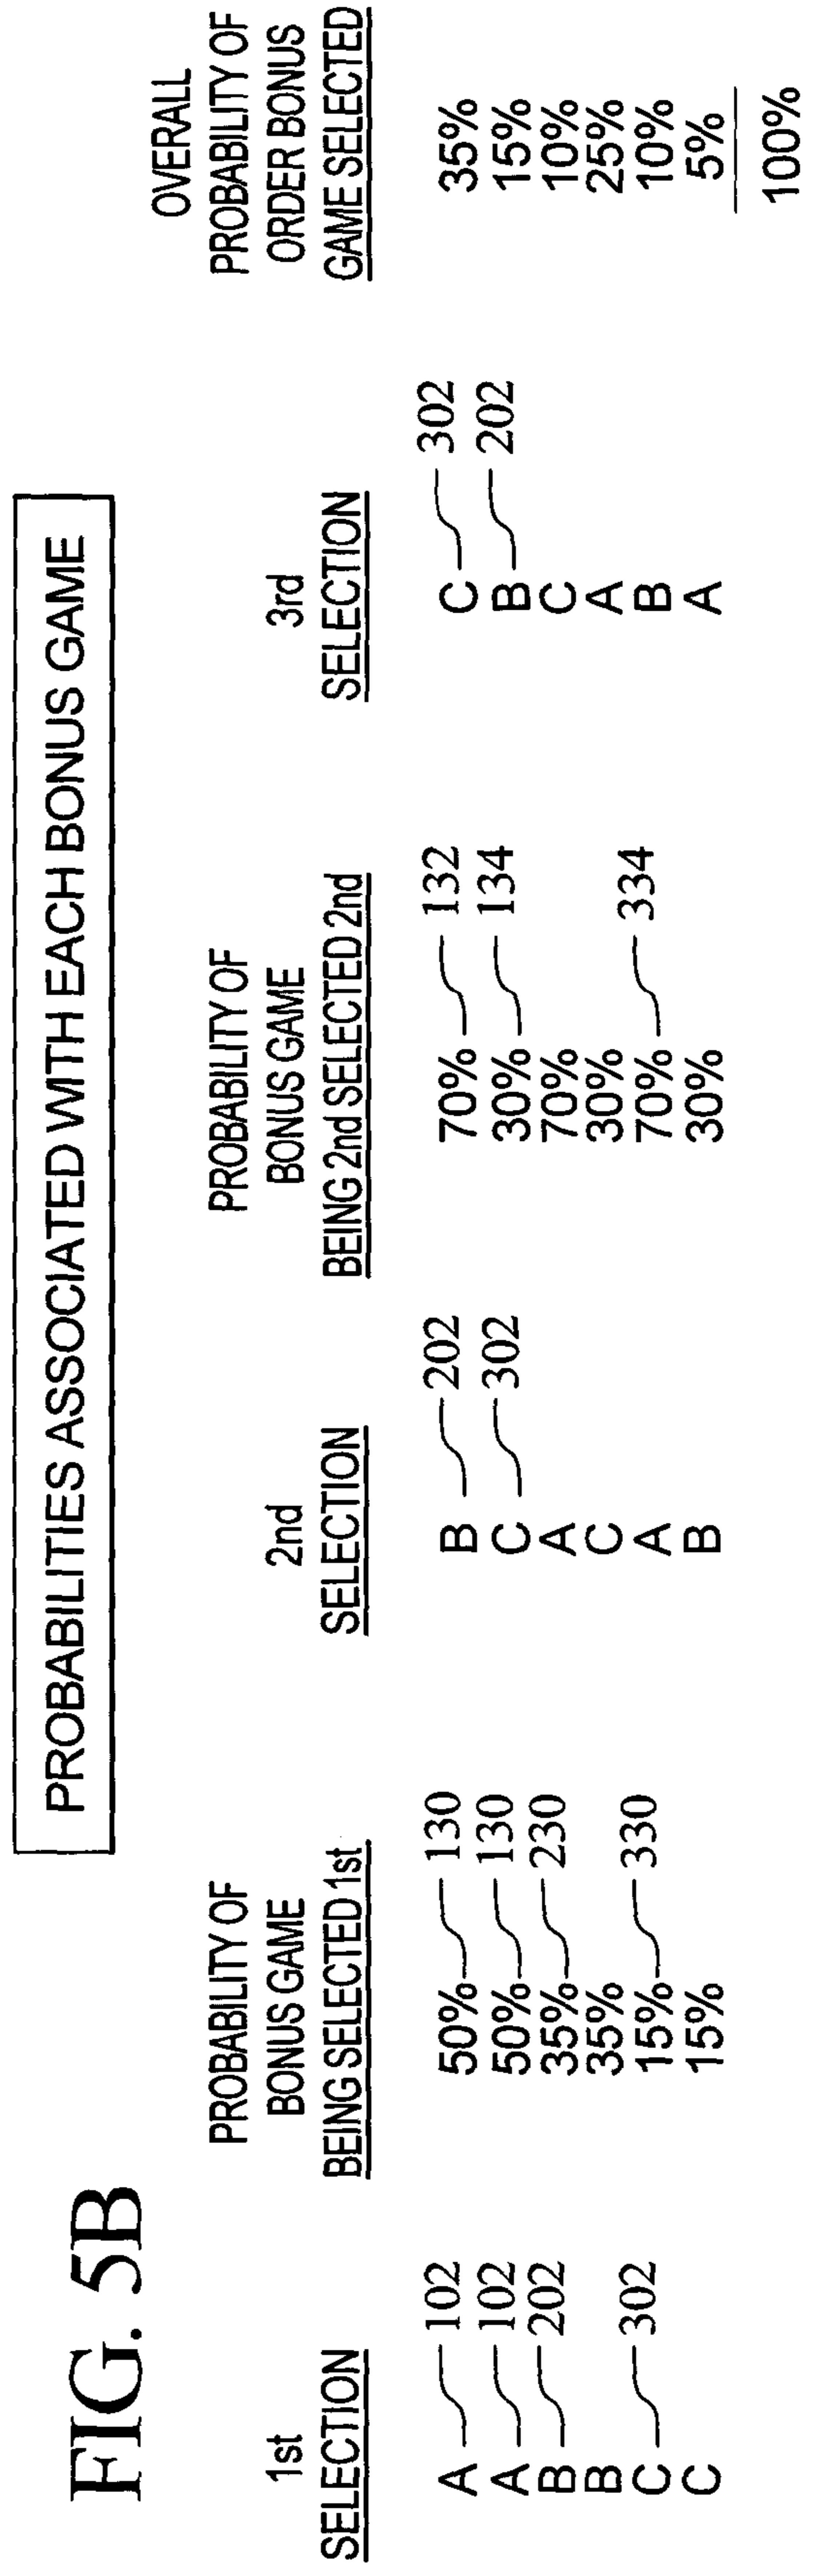 FIG. 5B
PROBABILITIES ASSOCIATED WITH EACH BONUS GAME
1st
SELECTION
PROBABILITY OF
BONUS GAME
BEING SELECTED 1st
2nd
SELECTION
PROBABILITY OF
BONUS GAME
BEING 2nd SELECTED 2nd
3rd
SELECTION
OVERALL
PROBABILITY OF
ORDER BONUS
GAME SELECTED
A 102 50% 130 B 202 70% 132 C 302 35%
A 102 50% 130 C 302 30% 134 B 202 15%
B 202 35% 230 A 70% C 10%
B 35% C 30% A 25%
C 302 15% 330 A 70% 334 B 10%
C 15% B 30% A 5%
100%